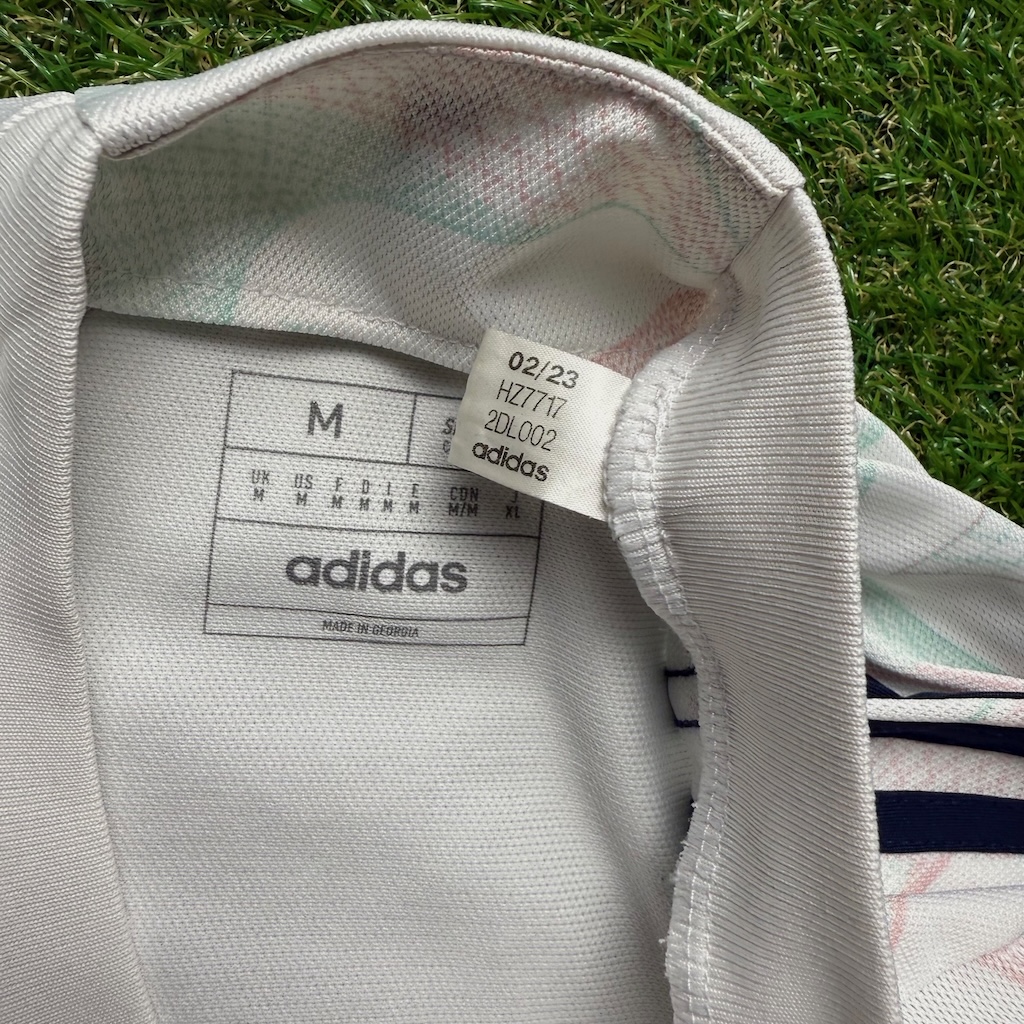 02/23
HZ7717
2DL002
adidas
M
UK US F D I E CDN J
M M M M M M M/M XL
adidas
MADE IN GEORGIA